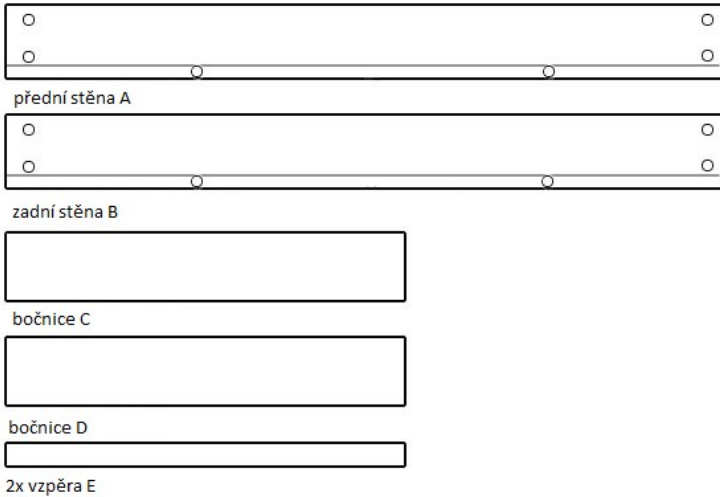 přední stěna A
zadní stěna B
bočnice C
bočnice D
2x vzpěra E